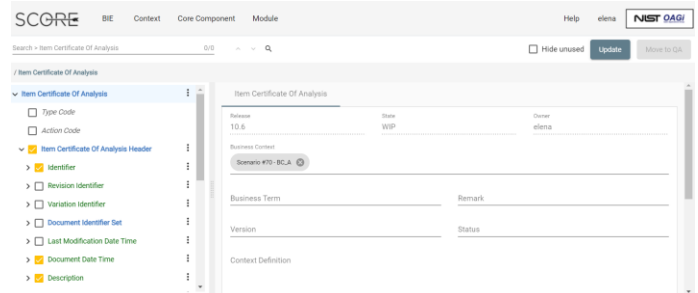 SCORE BIE Context Core Component Module Help elena NIST OAGi
Search › Item Certificate Of Analysis 0/0 Hide unused Update Move to QA
/ Item Certificate Of Analysis
Item Certificate Of Analysis
Type Code
Action Code
Item Certificate Of Analysis Header
Identifier
Revision Identifier
Variation Identifier
Document Identifier Set
Last Modification Date Time
Document Date Time
Description
Item Certificate Of Analysis
Release State Owner
10.6 WIP elena
Business Context
Scenario #70 - BC_A
Business Term Remark
Version Status
Context Definition